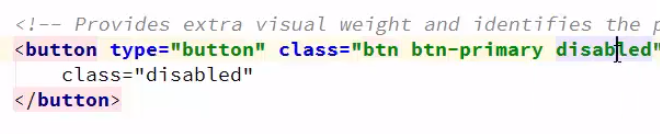 <!-- Provides extra visual weight and identifies the
<button type="button" class="btn btn-primary disabled"
class="disabled"
</button>